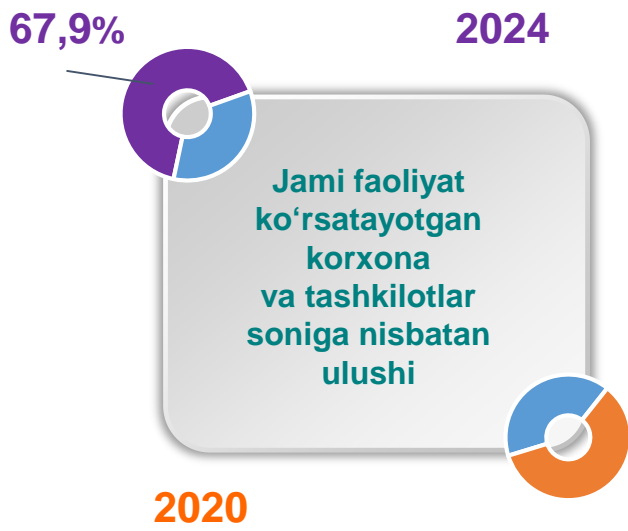 67,9%
2024
Jami faoliyat
ko‘rsatayotgan
korxona
va tashkilotlar
soniga nisbatan
ulushi
2020